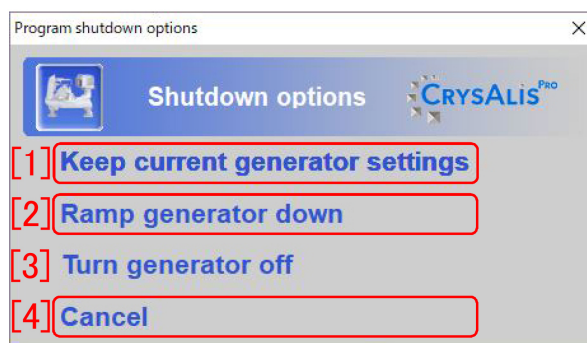 Program shutdown options
Shutdown options CRYSALIS PRO
[1] Keep current generator settings
[2] Ramp generator down
[3] Turn generator off
[4] Cancel